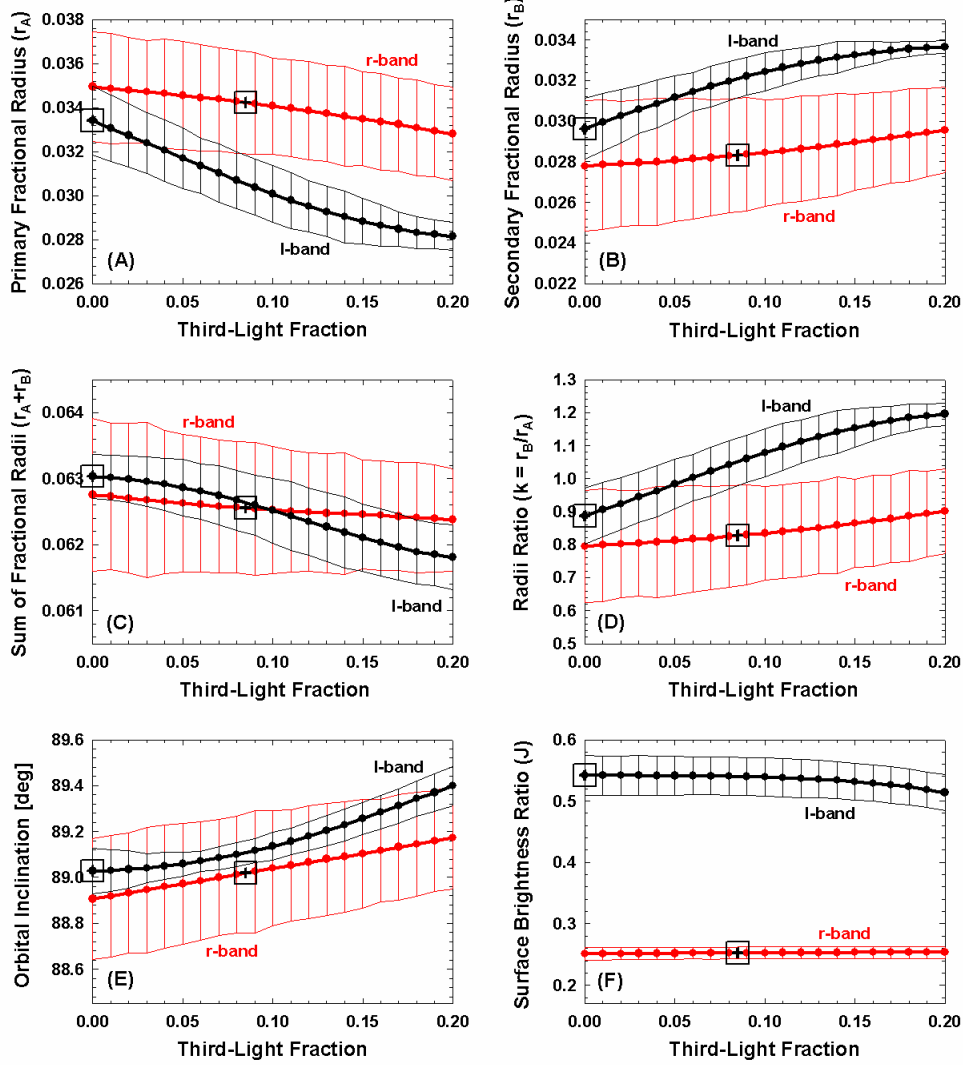 0.038
0.036
0.034
0.032
0.030
0.028
0.026
Primary Fractional Radius (rA)
r-band
I-band
(A)
0.00 0.05 0.10 0.15 0.20
Third-Light Fraction
0.034
0.032
0.030
0.028
0.026
0.024
0.022
Secondary Fractional Radius (rB)
I-band
r-band
(B)
0.00 0.05 0.10 0.15 0.20
Third-Light Fraction
0.064
0.063
0.062
0.061
Sum of Fractional Radii (rA+rB)
r-band
I-band
(C)
0.00 0.05 0.10 0.15 0.20
Third-Light Fraction
1.3
1.2
1.1
1.0
0.9
0.8
0.7
0.6
0.5
Radii Ratio (k = rB/rA)
I-band
r-band
(D)
0.00 0.05 0.10 0.15 0.20
Third-Light Fraction
89.6
89.4
89.2
89.0
88.8
88.6
Orbital Inclination [deg]
I-band
r-band
(E)
0.00 0.05 0.10 0.15 0.20
Third-Light Fraction
0.6
0.5
0.4
0.3
0.2
Surface Brightness Ratio (J)
I-band
r-band
(F)
0.00 0.05 0.10 0.15 0.20
Third-Light Fraction